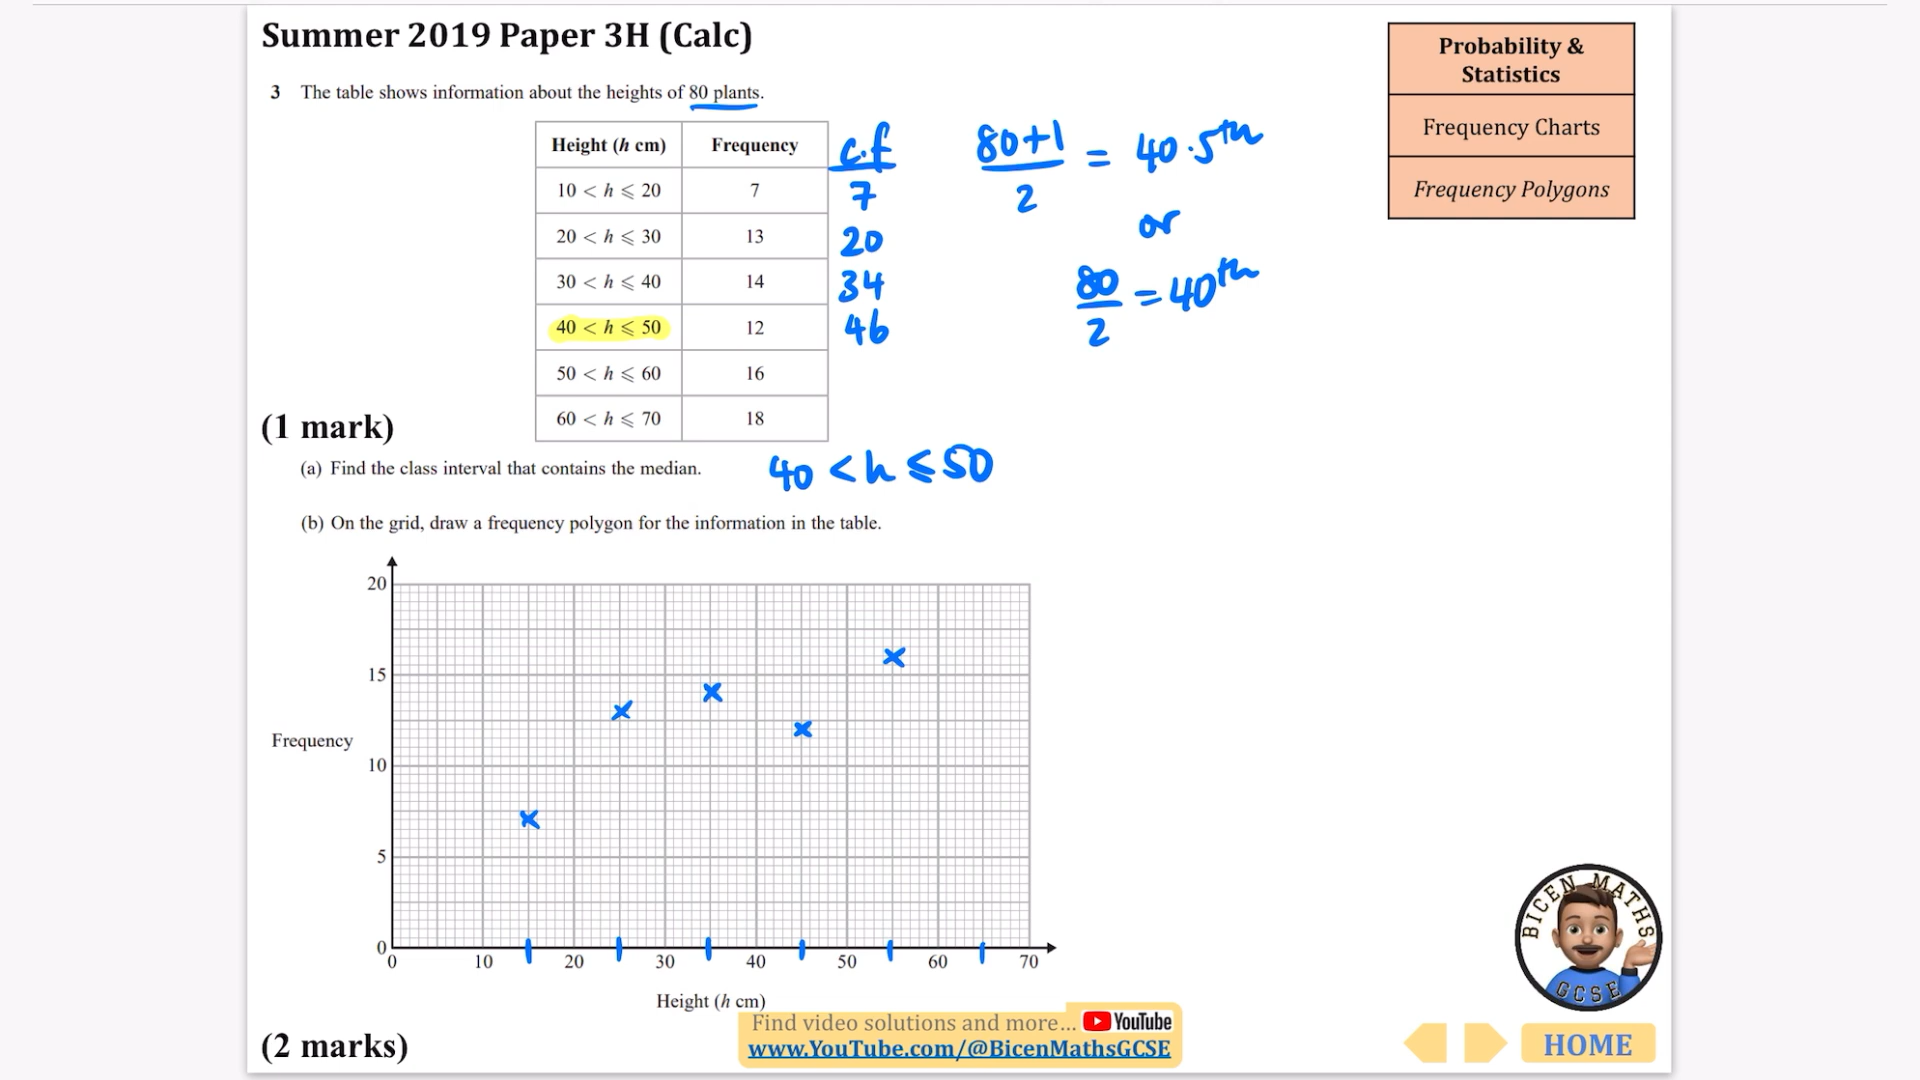 Summer 2019 Paper 3H (Calc)
Probability &
Statistics
Frequency Charts
Frequency Polygons
3 The table shows information about the heights of 80 plants.
Height (h cm) Frequency c.f
10 < h ⩽ 20 7 7
20 < h ⩽ 30 13 20
30 < h ⩽ 40 14 34
40 < h ⩽ 50 12 46
50 < h ⩽ 60 16
60 < h ⩽ 70 18
80+1
2
= 40.5th
or
80
2
= 40th
(1 mark)
(a) Find the class interval that contains the median. 40 < h ⩽ 50
(b) On the grid, draw a frequency polygon for the information in the table.
20
15
Frequency
10
5
0
0 10 20 30 40 50 60 70
Height (h cm)
(2 marks)
Find video solutions and more... YouTube
www.YouTube.com/@BicenMathsGCSE
BICEN MATHS
GCSE
HOME